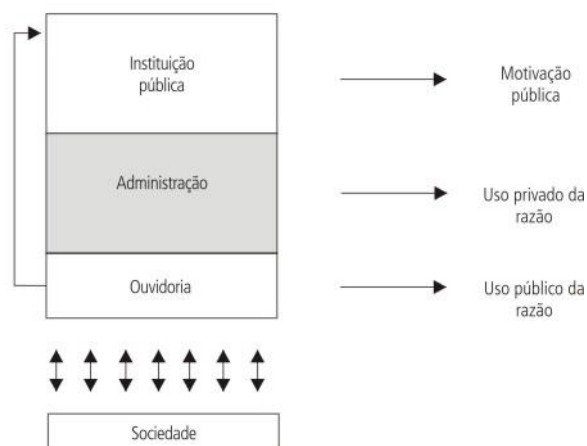 Instituição
pública
Motivação
pública
Administração
Uso privado da
razão
Ouvidoria
Uso público da
razão
Sociedade